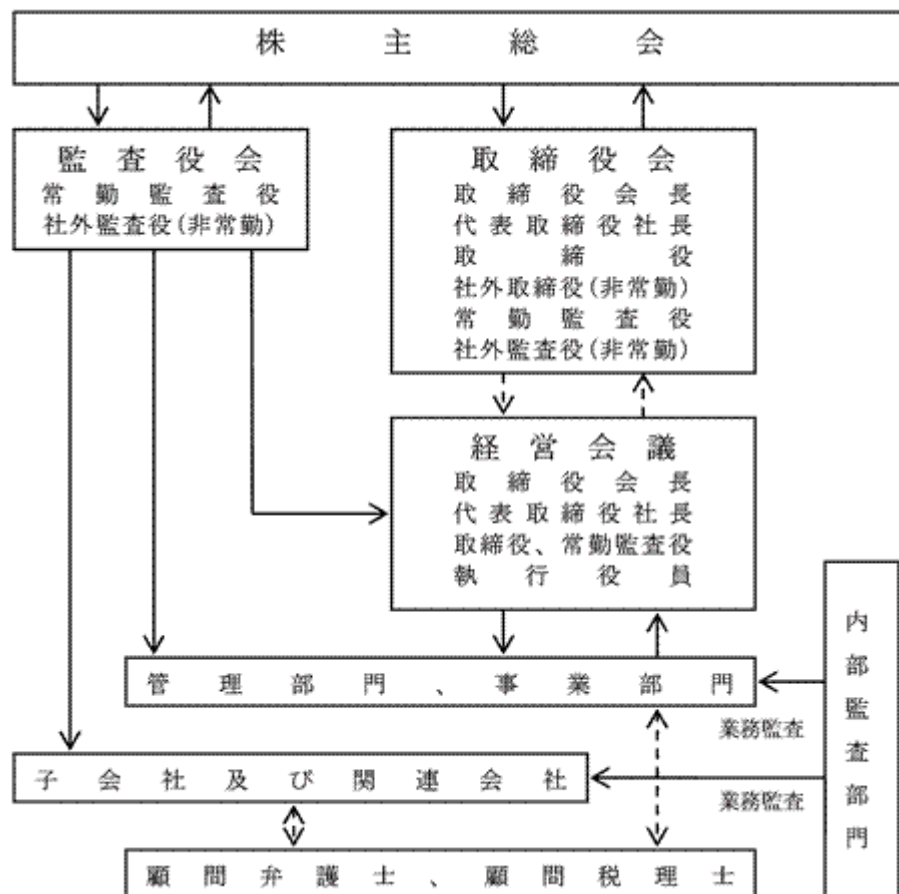 株主総会
監査役会
常勤監査役
社外監査役(非常勤)
取締役会
取締役会長
代表取締役社長
取締役
社外取締役(非常勤)
常勤監査役
社外監査役(非常勤)
経営会議
取締役会長
代表取締役社長
取締役、常勤監査役
執行役員
内部監査部門
管理部門、事業部門
業務監査
子会社及び関連会社
業務監査
顧問弁護士、顧問税理士